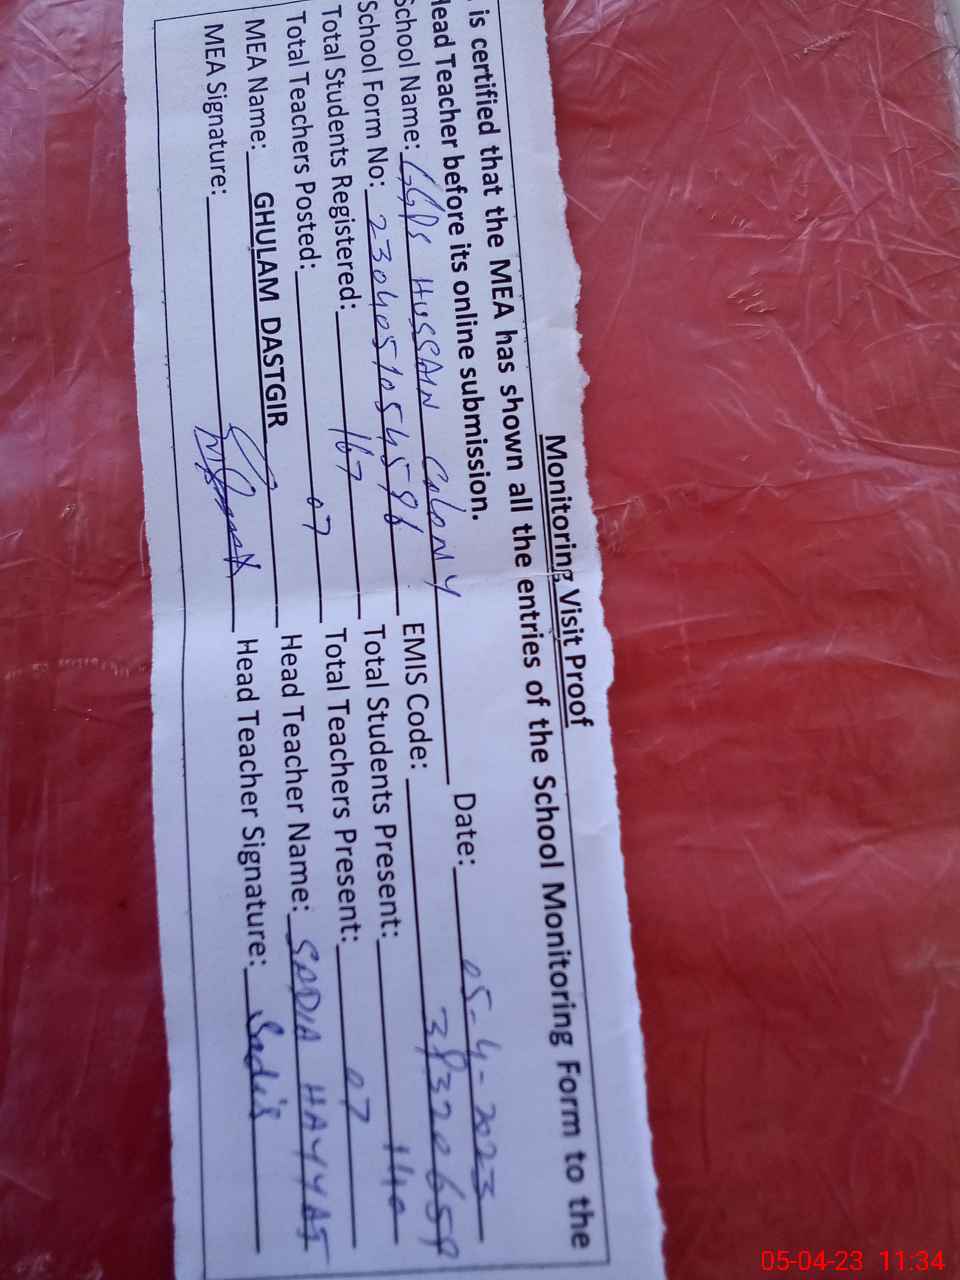 Monitoring Visit Proof
is certified that the MEA has shown all the entries of the School Monitoring Form to the
Head Teacher before its online submission.
School Name: GGPS HUSSAIN COLONY Date: 05-4-2023
School Form No: EMIS Code:
Total Students Registered: 167 Total Students Present: 140
Total Teachers Posted: 07 Total Teachers Present: 07
MEA Name: GHULAM DASTGIR Head Teacher Name: SADIA HAYYAT
MEA Signature: Head Teacher Signature: Sadia
05-04-23 11:34